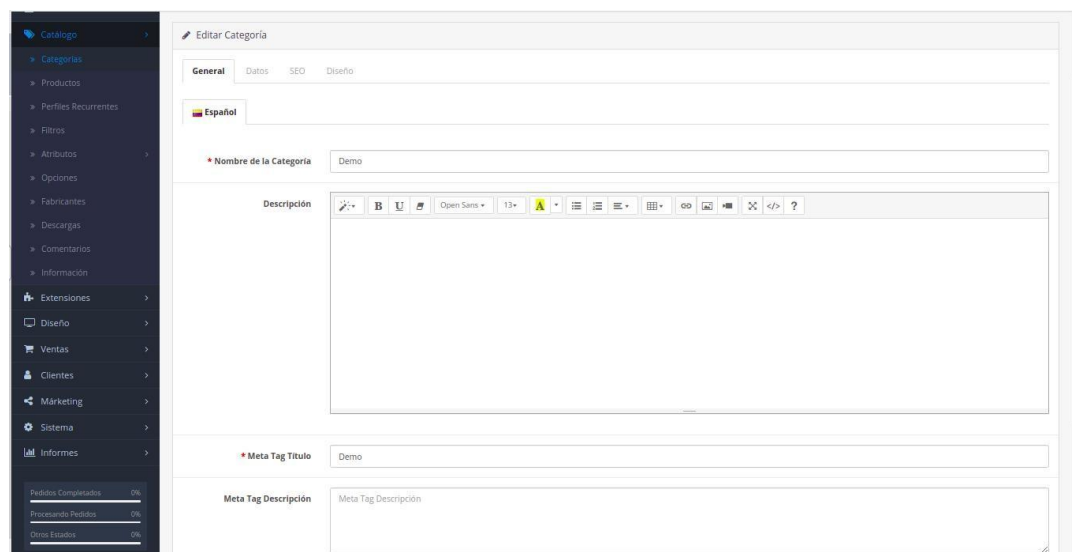 Catálogo
Categorías
Productos
Perfiles Recurrentes
Filtros
Atributos
Opciones
Fabricantes
Descargas
Comentarios
Información
Extensiones
Diseño
Ventas
Clientes
Márketing
Sistema
Informes
Pedidos Completados 0%
Procesando Pedidos 0%
Otros Estados 0%
Editar Categoría
General Datos SEO Diseño
Español
* Nombre de la Categoría Demo
Descripción
B U Open Sans 13 A </> ?
* Meta Tag Título Demo
Meta Tag Descripción Meta Tag Descripción